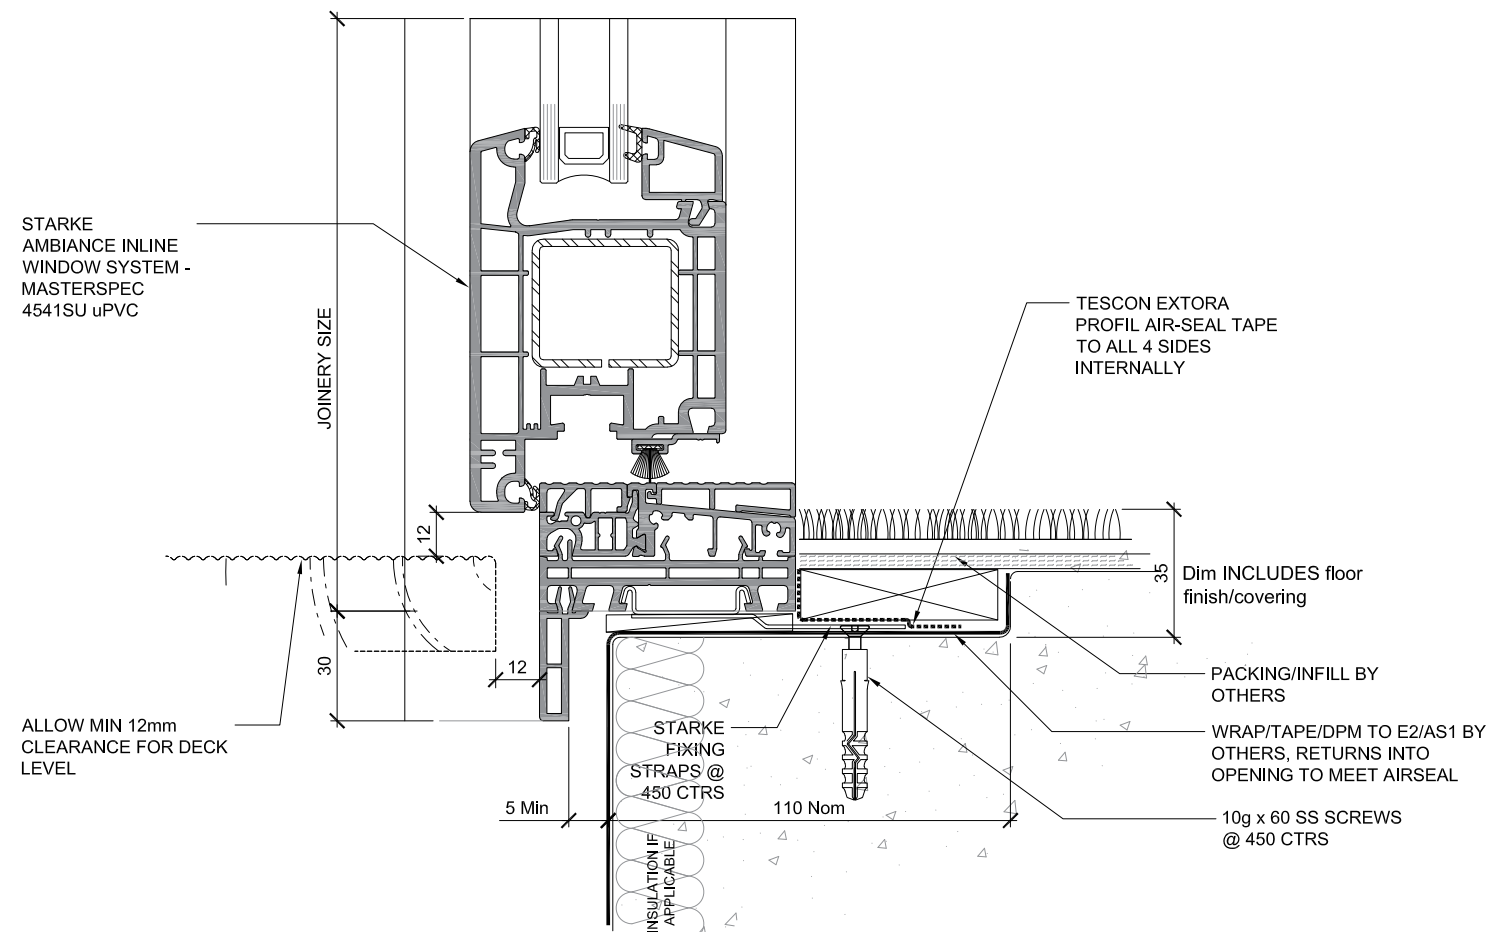 STARKE
AMBIANCE INLINE
WINDOW SYSTEM -
MASTERSPEC
4541SU uPVC
JOINERY SIZE
TESCON EXTORA
PROFIL AIR-SEAL TAPE
TO ALL 4 SIDES
INTERNALLY
12
35
Dim INCLUDES floor
finish/covering
30
12
ALLOW MIN 12mm
CLEARANCE FOR DECK
LEVEL
STARKE
FIXING
STRAPS @
450 CTRS
PACKING/INFILL BY
OTHERS
WRAP/TAPE/DPM TO E2/AS1 BY
OTHERS, RETURNS INTO
OPENING TO MEET AIRSEAL
5 Min
110 Nom
10g x 60 SS SCREWS
@ 450 CTRS
INSULATION IF
APPLICABLE